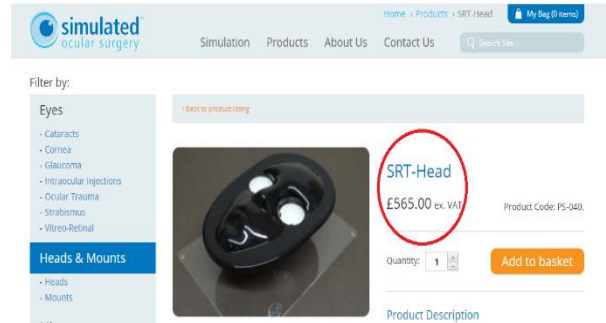 Home › Products › SRT-Head
My Bag (0 items)
simulated
ocular surgery
Simulation Products About Us Contact Us
Search Site
Filter by:
Eyes
- Cataracts
- Cornea
- Glaucoma
- Intraocular Injections
- Ocular Trauma
- Strabismus
- Vitreo-Retinal
Heads & Mounts
- Heads
- Mounts
‹ Back to product listing
SRT-Head
£565.00 ex. VAT
Product Code: PS-040.
Quantity: 1
Add to basket
Product Description